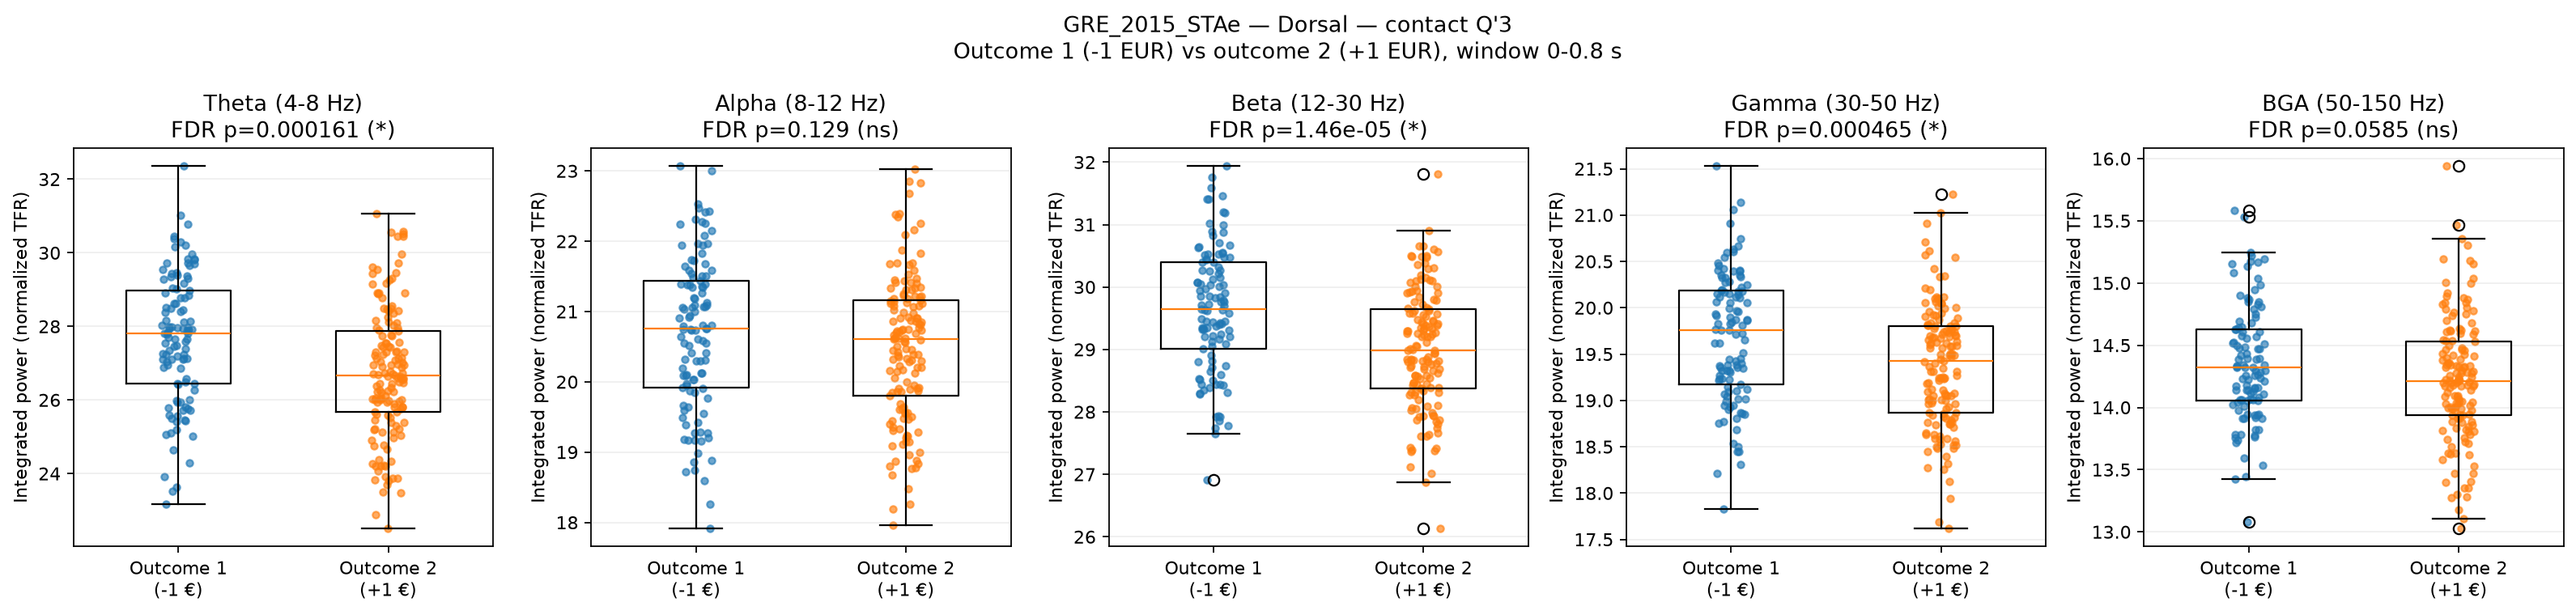 GRE_2015_STAe — Dorsal — contact Q'3
Outcome 1 (-1 EUR) vs outcome 2 (+1 EUR), window 0-0.8 s
Theta (4-8 Hz)
FDR p=0.000161 (*)
Integrated power (normalized TFR)
32
30
28
26
24
Outcome 1
(-1 €)
Outcome 2
(+1 €)
Alpha (8-12 Hz)
FDR p=0.129 (ns)
Integrated power (normalized TFR)
23
22
21
20
19
18
Outcome 1
(-1 €)
Outcome 2
(+1 €)
Beta (12-30 Hz)
FDR p=1.46e-05 (*)
Integrated power (normalized TFR)
32
31
30
29
28
27
26
Outcome 1
(-1 €)
Outcome 2
(+1 €)
Gamma (30-50 Hz)
FDR p=0.000465 (*)
Integrated power (normalized TFR)
21.5
21.0
20.5
20.0
19.5
19.0
18.5
18.0
17.5
Outcome 1
(-1 €)
Outcome 2
(+1 €)
BGA (50-150 Hz)
FDR p=0.0585 (ns)
Integrated power (normalized TFR)
16.0
15.5
15.0
14.5
14.0
13.5
13.0
Outcome 1
(-1 €)
Outcome 2
(+1 €)